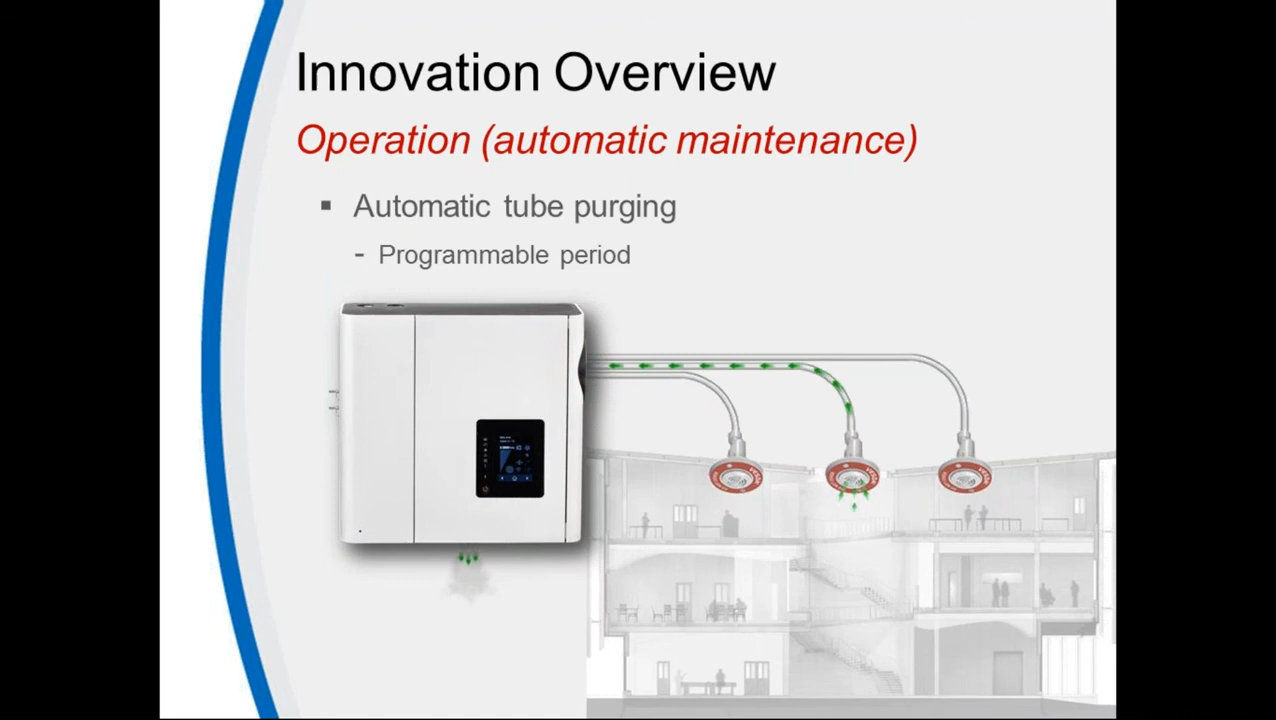 Innovation Overview
Operation (automatic maintenance)
▪ Automatic tube purging
- Programmable period